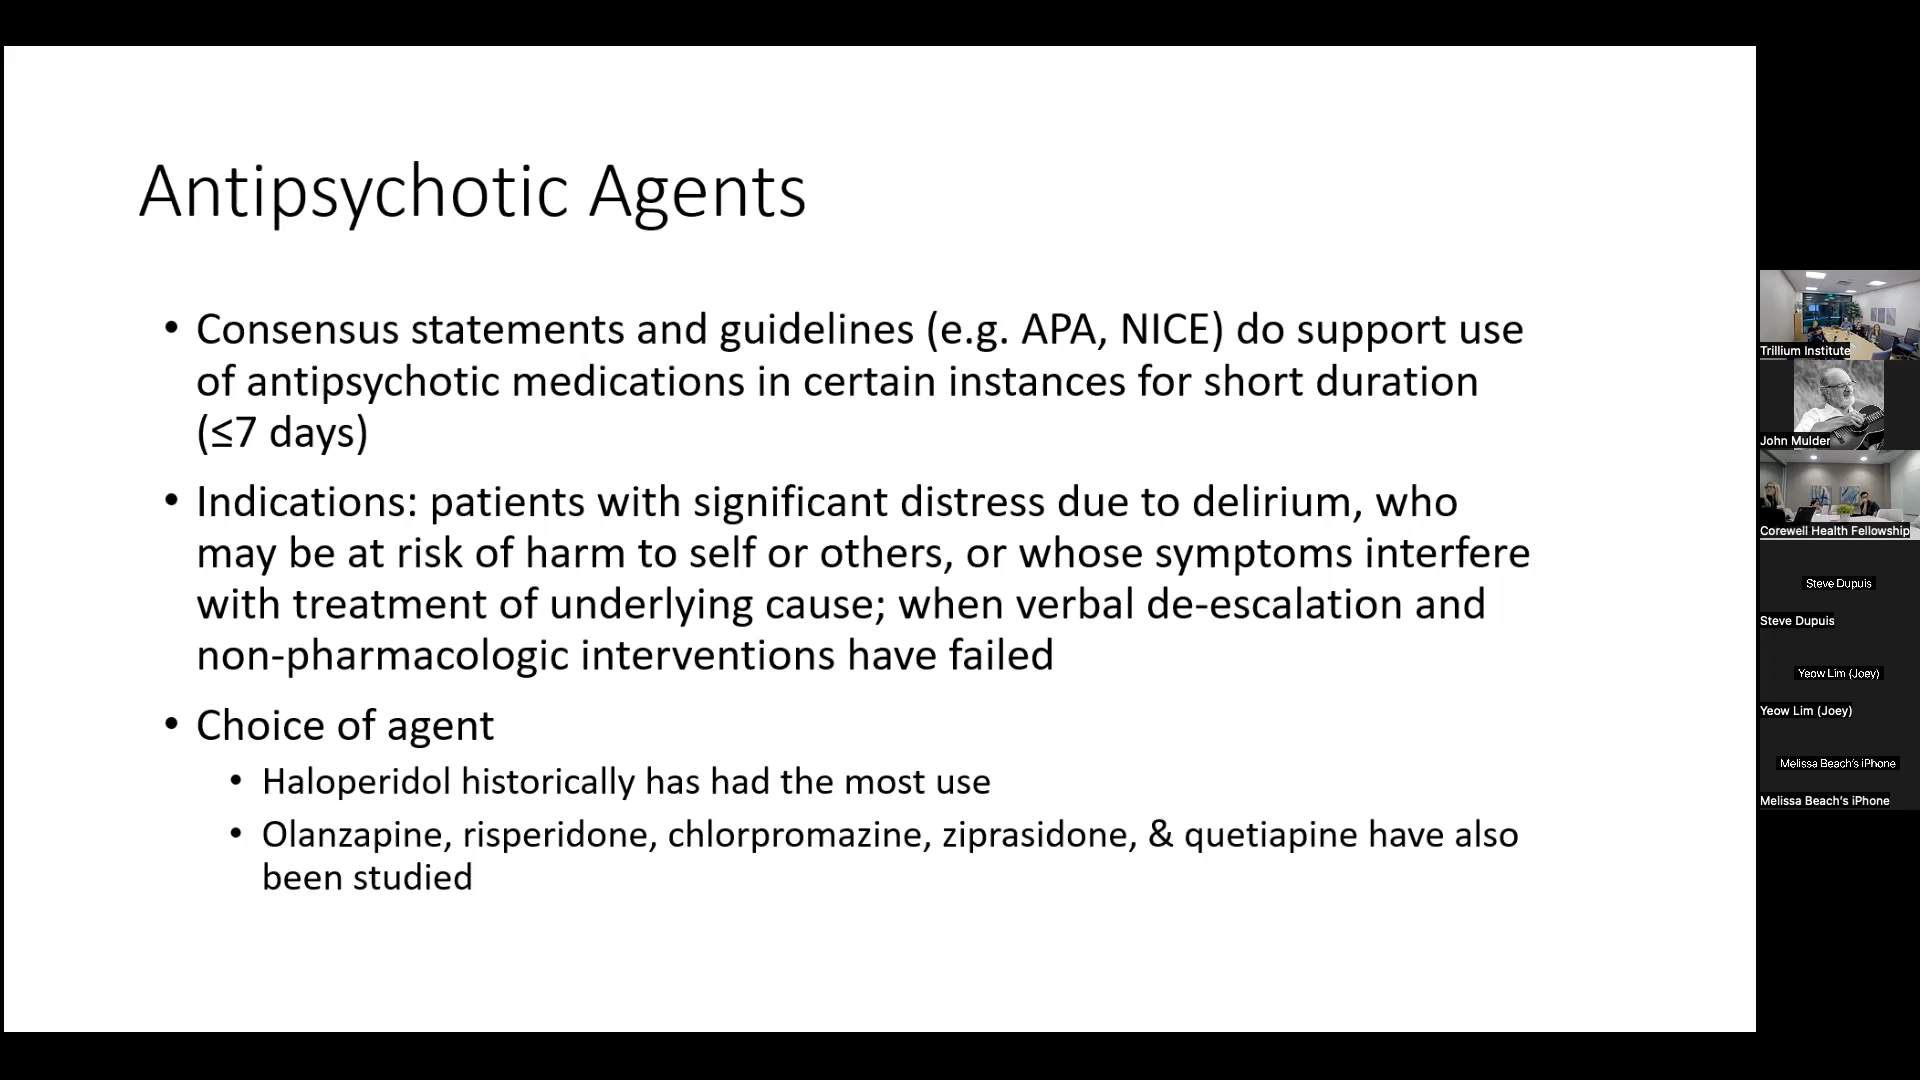 Antipsychotic Agents
• Consensus statements and guidelines (e.g. APA, NICE) do support use
of antipsychotic medications in certain instances for short duration
(≤7 days)
• Indications: patients with significant distress due to delirium, who
may be at risk of harm to self or others, or whose symptoms interfere
with treatment of underlying cause; when verbal de-escalation and
non-pharmacologic interventions have failed
• Choice of agent
• Haloperidol historically has had the most use
• Olanzapine, risperidone, chlorpromazine, ziprasidone, & quetiapine have also
been studied
Trillium Institute
John Mulder
Corewell Health Fellowship
Steve Dupuis
Steve Dupuis
Yeow Lim (Joey)
Yeow Lim (Joey)
Melissa Beach's iPhone
Melissa Beach's iPhone